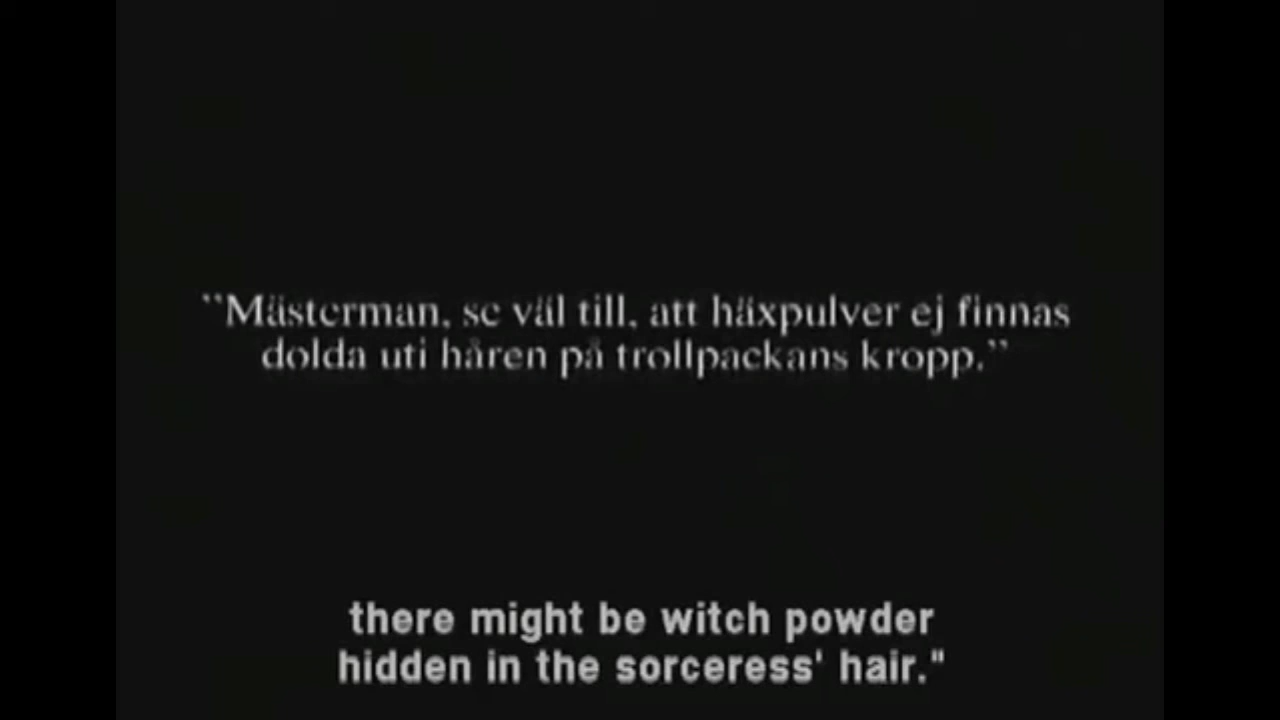 "Mästerman, se väl till, att häxpulver ej finnas
dolda uti håren på trollpackans kropp."
there might be witch powder
hidden in the sorceress' hair."